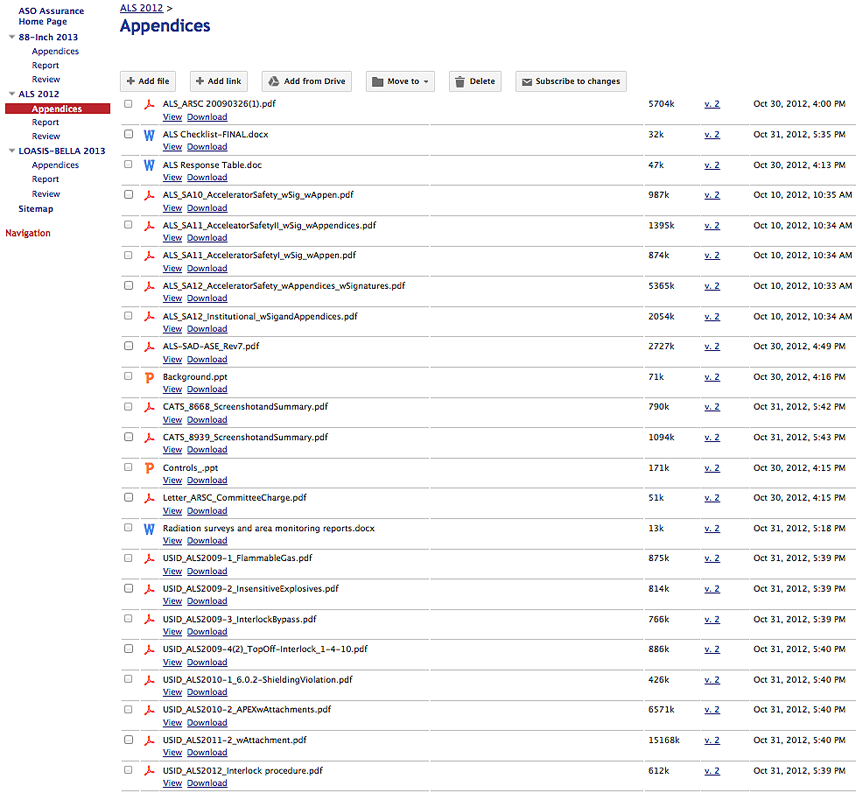 ASO Assurance
Home Page
88-Inch 2013
Appendices
Report
Review
ALS 2012
Appendices
Report
Review
LOASIS-BELLA 2013
Appendices
Report
Review
Sitemap
Navigation
ALS 2012 >
Appendices
Add file Add link Add from Drive Move to Delete Subscribe to changes
ALS_ARSC 20090326(1).pdf 5704k v. 2 Oct 30, 2012, 4:00 PM
View Download
ALS Checklist-FINAL.docx 32k v. 2 Oct 31, 2012, 5:35 PM
View Download
ALS Response Table.doc 47k v. 2 Oct 30, 2012, 4:13 PM
View Download
ALS_SA10_AcceleratorSafety_wSig_wAppen.pdf 987k v. 2 Oct 10, 2012, 10:35 AM
View Download
ALS_SA11_AcceleatorSafetyII_wSig_wAppendices.pdf 1395k v. 2 Oct 10, 2012, 10:34 AM
View Download
ALS_SA11_AcceleratorSafetyI_wSig_wAppen.pdf 874k v. 2 Oct 10, 2012, 10:34 AM
View Download
ALS_SA12_AcceleratorSafety_wAppendices_wSignatures.pdf 5365k v. 2 Oct 10, 2012, 10:33 AM
View Download
ALS_SA12_Institutional_wSigandAppendices.pdf 2054k v. 2 Oct 10, 2012, 10:34 AM
View Download
ALS-SAD-ASE_Rev7.pdf 2727k v. 2 Oct 30, 2012, 4:49 PM
View Download
Background.ppt 71k v. 2 Oct 30, 2012, 4:16 PM
View Download
CATS_8668_ScreenshotandSummary.pdf 790k v. 2 Oct 31, 2012, 5:42 PM
View Download
CATS_8939_ScreenshotandSummary.pdf 1094k v. 2 Oct 31, 2012, 5:43 PM
View Download
Controls_.ppt 171k v. 2 Oct 30, 2012, 4:15 PM
View Download
Letter_ARSC_CommitteeCharge.pdf 51k v. 2 Oct 30, 2012, 4:15 PM
View Download
Radiation surveys and area monitoring reports.docx 13k v. 2 Oct 31, 2012, 5:18 PM
View Download
USID_ALS2009-1_FlammableGas.pdf 875k v. 2 Oct 31, 2012, 5:39 PM
View Download
USID_ALS2009-2_InsensitiveExplosives.pdf 814k v. 2 Oct 31, 2012, 5:39 PM
View Download
USID_ALS2009-3_InterlockBypass.pdf 766k v. 2 Oct 31, 2012, 5:39 PM
View Download
USID_ALS2009-4(2)_TopOff-Interlock_1-4-10.pdf 886k v. 2 Oct 31, 2012, 5:40 PM
View Download
USID_ALS2010-1_6.0.2-ShieldingViolation.pdf 426k v. 2 Oct 31, 2012, 5:40 PM
View Download
USID_ALS2010-2_APEXwAttachments.pdf 6571k v. 2 Oct 31, 2012, 5:40 PM
View Download
USID_ALS2011-2_wAttachment.pdf 15168k v. 2 Oct 31, 2012, 5:40 PM
View Download
USID_ALS2012_Interlock procedure.pdf 612k v. 2 Oct 31, 2012, 5:39 PM
View Download